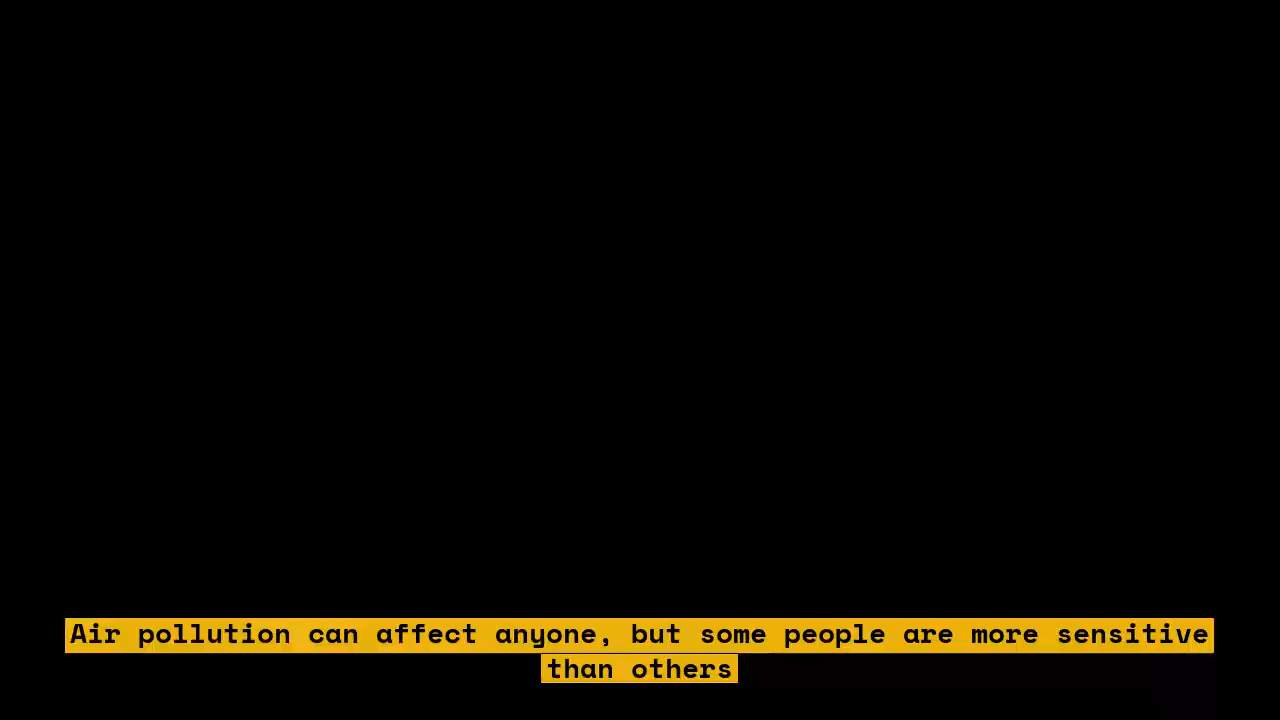 Air pollution can affect anyone, but some people are more sensitive
than others